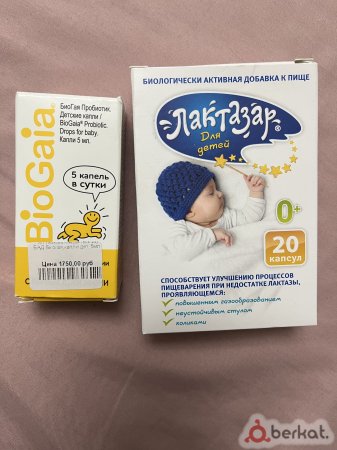 BioGaia
БиоГая Пробиотик.
Детские капли /
BioGaia Probiotic.
Drops for baby.
Капли 5 мл.
5 капель
в сутки
Цена 1750,00 руб
БИОЛОГИЧЕСКИ АКТИВНАЯ ДОБАВКА К ПИЩЕ
Лактазар®
Для
детей
0+
20
капсул
СПОСОБСТВУЕТ УЛУЧШЕНИЮ ПРОЦЕССОВ
ПИЩЕВАРЕНИЯ ПРИ НЕДОСТАТКЕ ЛАКТАЗЫ,
ПРОЯВЛЯЮЩЕМСЯ:
повышенным газообразованием
неустойчивым стулом
коликами
berkat.